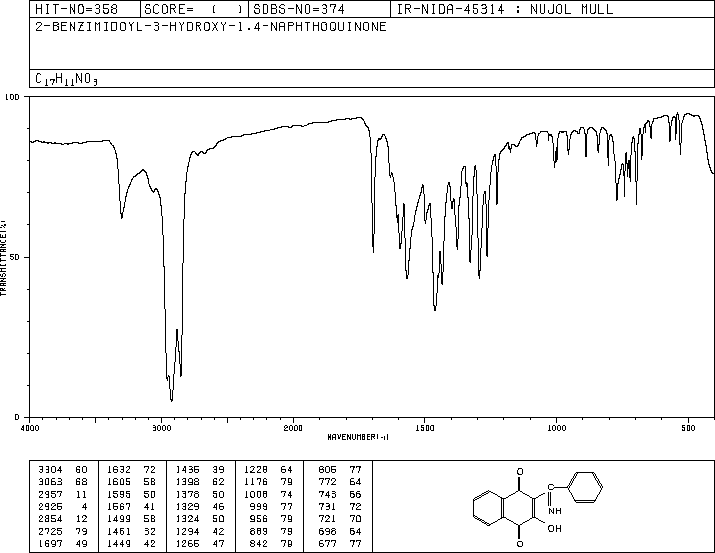 HIT-NO=358 SCORE= ( ) SDBS-NO=374 IR-NIDA-45314 : NUJOL MULL
2-BENZIMIDOYL-3-HYDROXY-1,4-NAPHTHOQUINONE
C17H11NO3
100
50
0
TRANSMITTANCE(%)
4000 3000 2000 1500 1000 500
WAVENUMBER(-1)
3304 60 1632 72 1436 39 1228 64 806 77
3063 68 1605 58 1398 62 1176 79 772 64
2957 11 1595 50 1378 50 1008 74 743 66
2925 4 1567 41 1329 46 999 77 731 72
2854 12 1499 58 1324 50 956 79 721 70
2725 79 1461 32 1294 42 889 79 698 64
1697 49 1449 42 1265 47 842 79 677 77
O
C
NH
OH
O